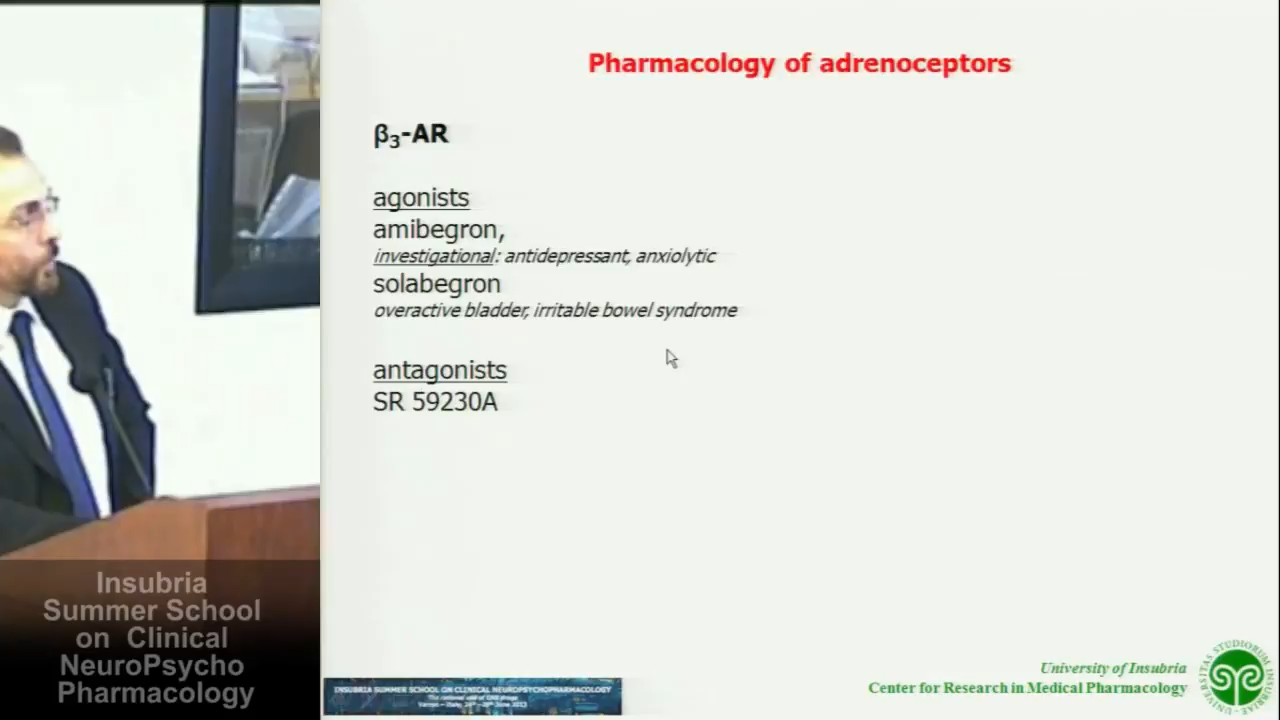 Pharmacology of adrenoceptors
β3-AR
agonists
amibegron,
investigational: antidepressant, anxiolytic
solabegron
overactive bladder, irritable bowel syndrome
antagonists
SR 59230A
Insubria
Summer School
on Clinical
NeuroPsycho
Pharmacology
INSUBRIA SUMMER SCHOOL ON CLINICAL NEUROPSYCHOPHARMACOLOGY
University of Insubria
Center for Research in Medical Pharmacology